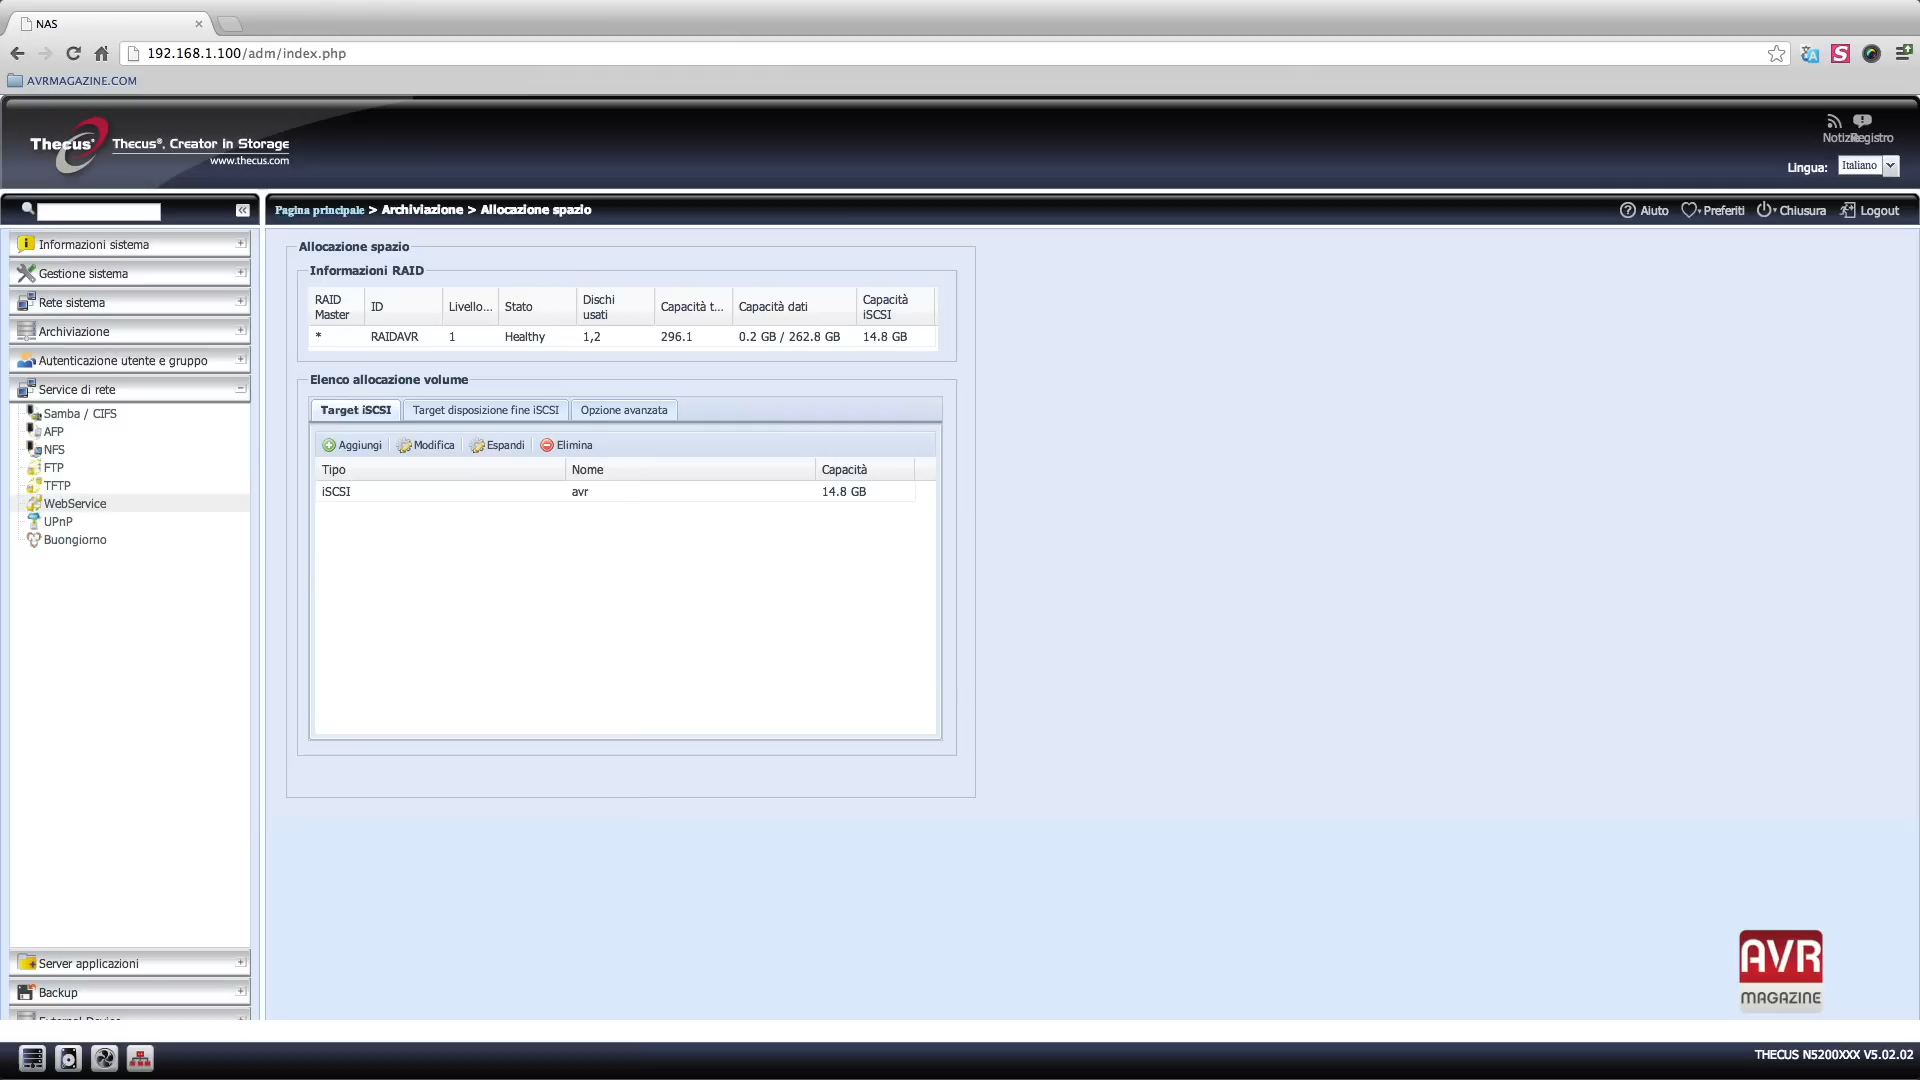 NAS
192.168.1.100/adm/index.php
AVRMAGAZINE.COM
Thecus® Thecus®, Creator in Storage
www.thecus.com
Notizie Registro
Lingua: Italiano
Pagina principale > Archiviazione > Allocazione spazio
Aiuto Preferiti Chiusura Logout
Informazioni sistema
Gestione sistema
Rete sistema
Archiviazione
Autenticazione utente e gruppo
Service di rete
Samba / CIFS
AFP
NFS
FTP
TFTP
WebService
UPnP
Buongiorno
Server applicazioni
Backup
Allocazione spazio
Informazioni RAID
RAID Master ID Livello... Stato Dischi usati Capacità t... Capacità dati Capacità iSCSI
* RAIDAVR 1 Healthy 1,2 296.1 0.2 GB / 262.8 GB 14.8 GB
Elenco allocazione volume
Target iSCSI Target disposizione fine iSCSI Opzione avanzata
Aggiungi Modifica Espandi Elimina
Tipo Nome Capacità
iSCSI avr 14.8 GB
AVR
MAGAZINE
THECUS N5200XXX V5.02.02